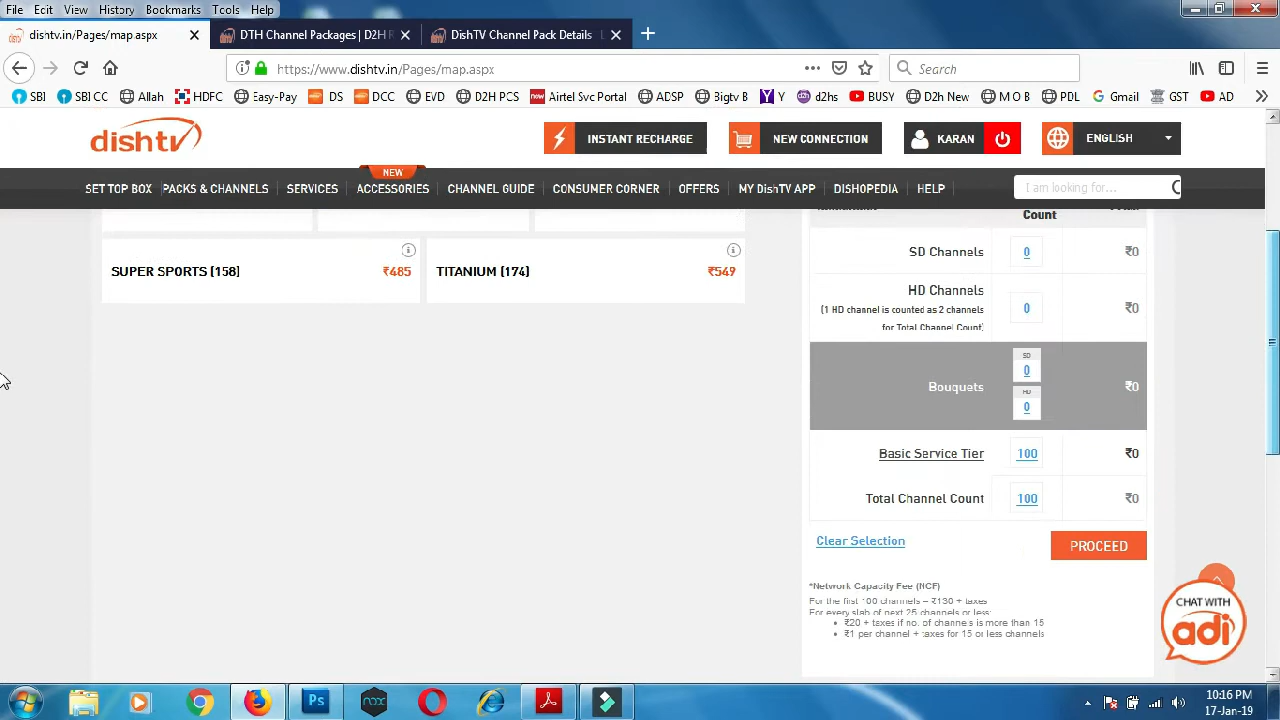 File Edit View History Bookmarks Tools Help
dishtv.in/Pages/map.aspx
DTH Channel Packages | D2H R
DishTV Channel Pack Details
https://www.dishtv.in/Pages/map.aspx
Search
SBI SBI CC Allah HDFC Easy-Pay DS DCC EVD D2H PCS Airtel Svc Portal ADSP Bigtv B Y d2hs BUSY D2h New M O B PDL Gmail GST AD
dishtv
INSTANT RECHARGE
NEW CONNECTION
KARAN
ENGLISH
NEW
SET TOP BOX PACKS & CHANNELS SERVICES ACCESSORIES CHANNEL GUIDE CONSUMER CORNER OFFERS MY DishTV APP DISHOPEDIA HELP
I am looking for...
SUPER SPORTS (158) ₹485
TITANIUM (174) ₹549
Count
SD Channels 0 ₹0
HD Channels 0 ₹0
(1 HD channel is counted as 2 channels
for Total Channel Count)
Bouquets SD 0 HD 0 ₹0
Basic Service Tier 100 ₹0
Total Channel Count 100 ₹0
Clear Selection
PROCEED
*Network Capacity Fee (NCF)
For the first 100 channels – ₹130 + taxes
For every slab of next 25 channels or less:
• ₹20 + taxes if no. of channels is more than 15
• ₹1 per channel + taxes for 15 or less channels
CHAT WITH
adi
Ps
nox
10:16 PM
17-Jan-19